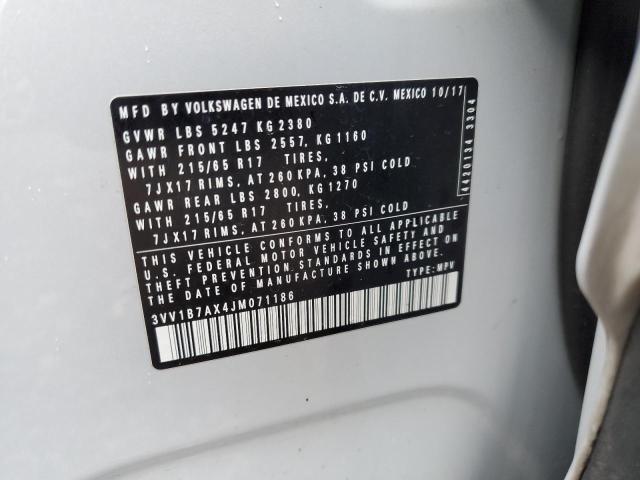 MFD BY VOLKSWAGEN DE MEXICO S.A. DE C.V. MEXICO 10/17
GVWR LBS 5247 KG 2380
GAWR FRONT LBS 2557, KG 1160
WITH 215/65 R17 TIRES,
7JX17 RIMS, AT 260 KPA, 38 PSI COLD
GAWR REAR LBS 2800, KG 1270
WITH 215/65 R17 TIRES,
7JX17 RIMS, AT 260 KPA, 38 PSI COLD
THIS VEHICLE CONFORMS TO ALL APPLICABLE
U.S. FEDERAL MOTOR VEHICLE SAFETY AND
THEFT PREVENTION STANDARDS IN EFFECT ON
THE DATE OF MANUFACTURE SHOWN ABOVE.
TYPE: MPV
3VV1B7AX4JM071186
4420134 3304